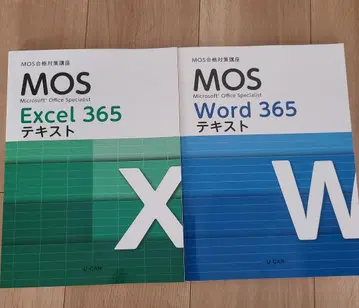 MOS合格対策講座
MOS
Microsoft® Office Specialist
Excel 365
テキスト
X
U-CAN
MOS合格対策講座
MOS
Microsoft® Office Specialist
Word 365
テキスト
W
U-CAN